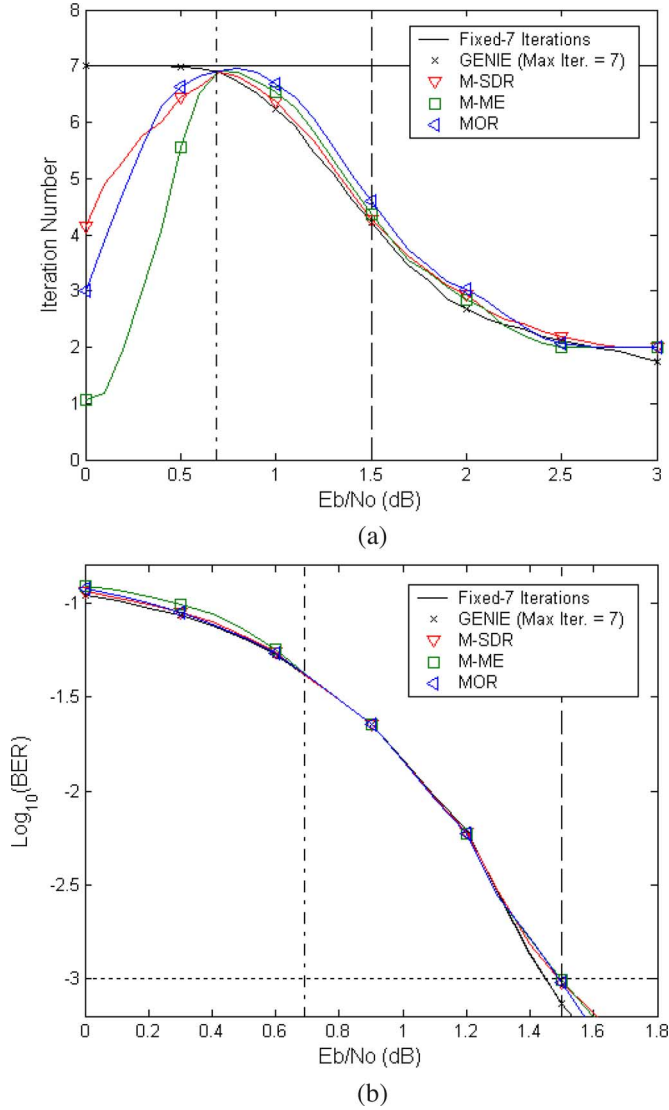 8
7
6
5
4
3
2
1
0
Iteration Number
Fixed-7 Iterations
GENIE (Max Iter. = 7)
M-SDR
M-ME
MOR
0 0.5 1 1.5 2 2.5 3
Eb/No (dB)
(a)
-1
-1.5
-2
-2.5
-3
Log10(BER)
Fixed-7 Iterations
GENIE (Max Iter. = 7)
M-SDR
M-ME
MOR
0 0.2 0.4 0.6 0.8 1 1.2 1.4 1.6 1.8
Eb/No (dB)
(b)